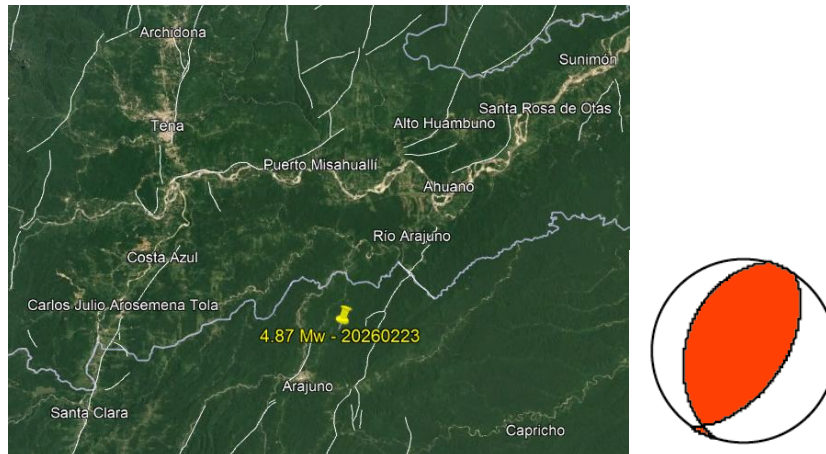 Archidona
Sunimón
Santa Rosa de Otas
Tena
Alto Huambuno
Puerto Misahuallí
Ahuano
Río Arajuno
Costa Azul
Carlos Julio Arosemena Tola
4.87 Mw - 20260223
Arajuno
Santa Clara
Capricho